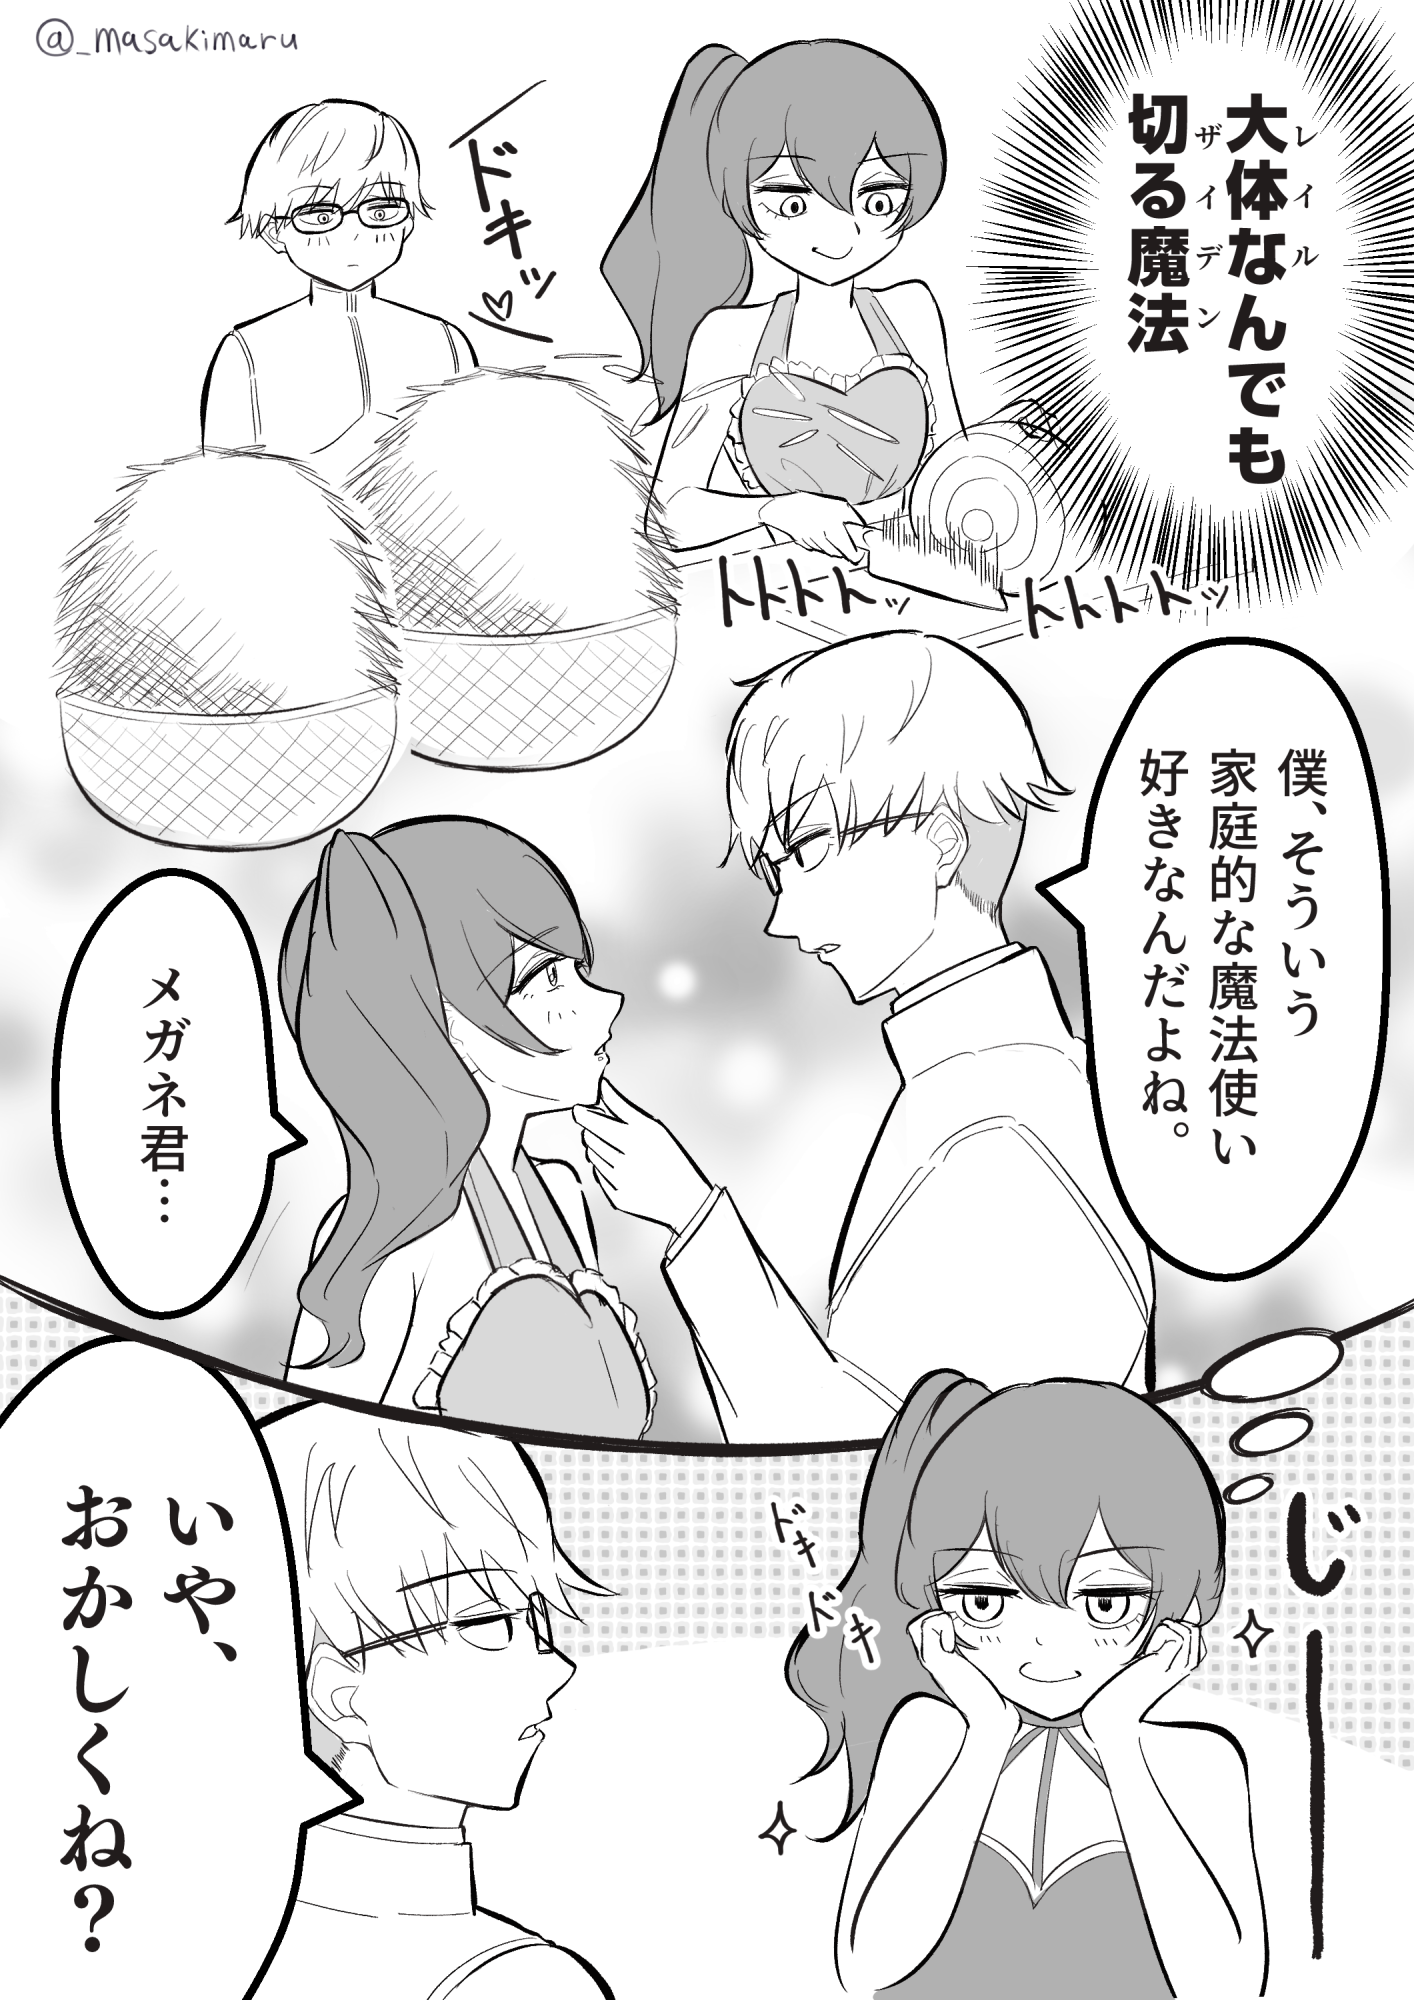 @_masakimaru
大体なんでも
レイル
切る魔法
ザイデン
ドキッ♡
トトトトッ
トトトトッ
僕、そういう
家庭的な魔法使い
好きなんだよね。
メガネ君…
じー
ドキ
ドキ
いや、
おかしくね？